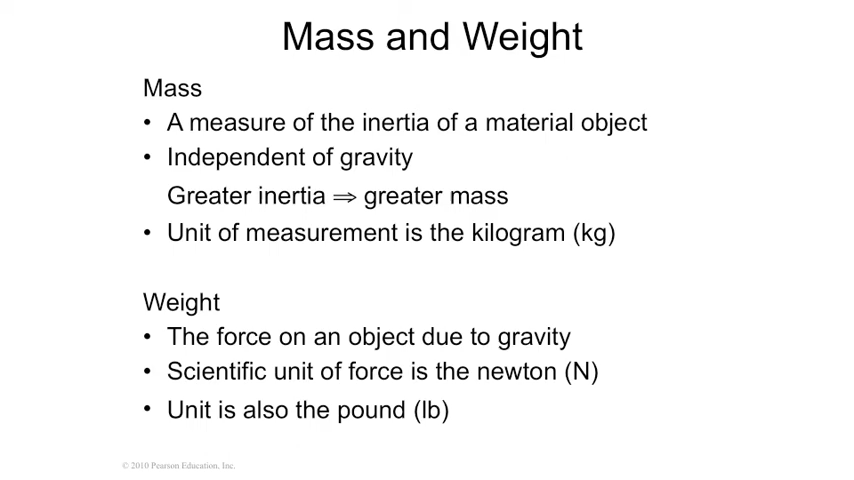 Mass and Weight
Mass
• A measure of the inertia of a material object
• Independent of gravity
Greater inertia ⇒ greater mass
• Unit of measurement is the kilogram (kg)
Weight
• The force on an object due to gravity
• Scientific unit of force is the newton (N)
• Unit is also the pound (lb)
© 2010 Pearson Education, Inc.